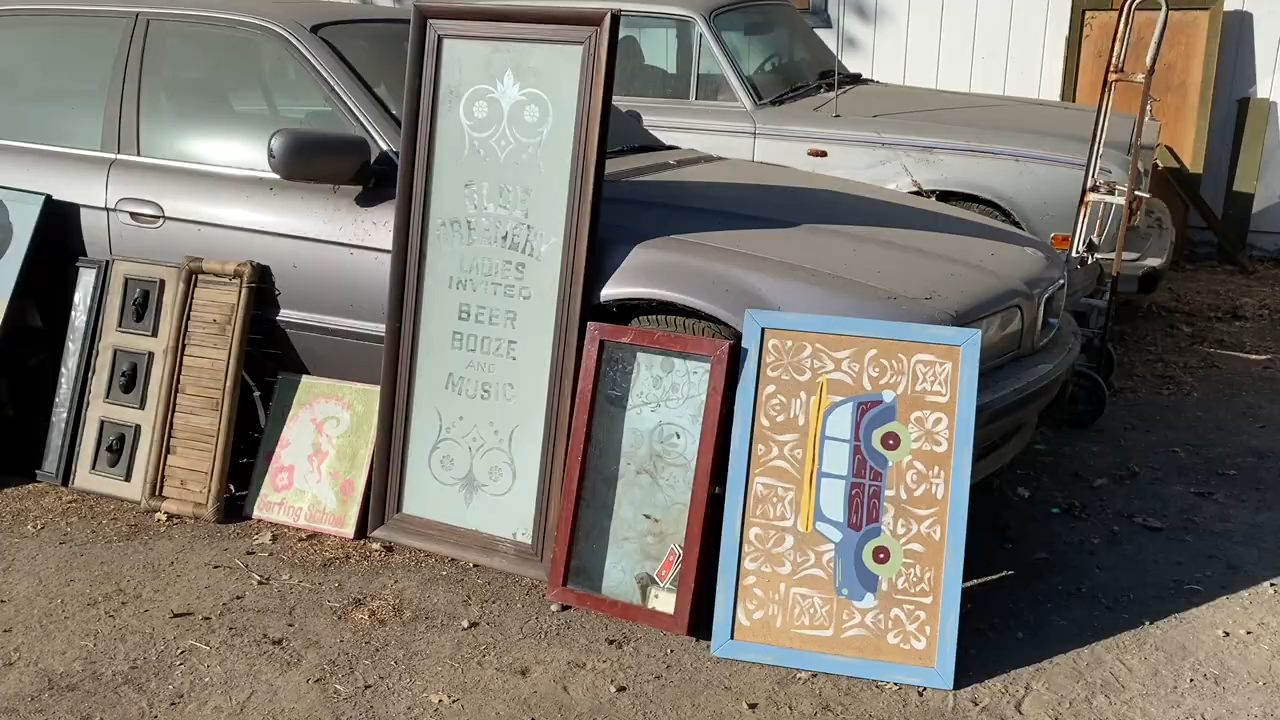 OLDE
CREAMERY
LADIES
INVITED
BEER
BOOZE
AND
MUSIC
Surfing School